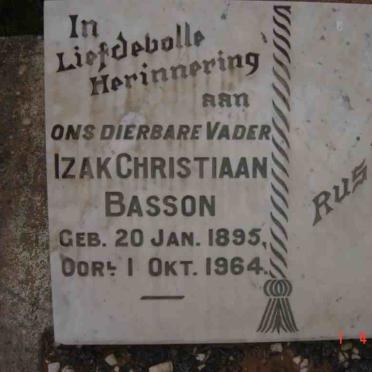 In
Liefdevolle
Herinnering
aan
ONS DIERBARE VADER
IZAK CHRISTIAAN
BASSON
GEB. 20 JAN. 1895,
OORL. 1 OKT. 1964.
RUS